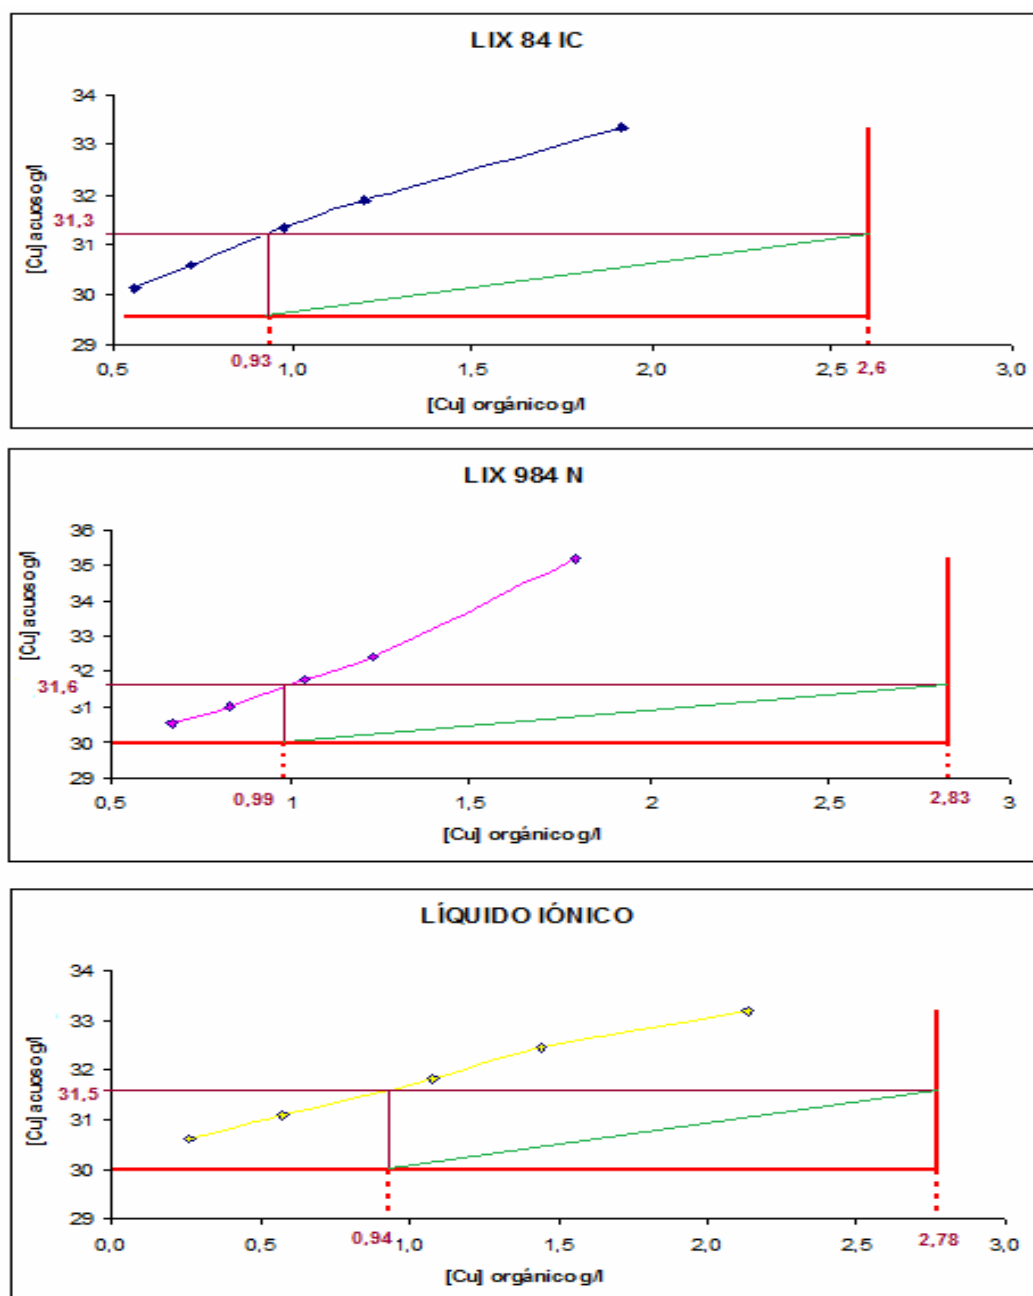 LIX 84 IC
[Cu] acuoso g/l
34
33
32
31,3
31
30
29
0,5 0,93 1,0 1,5 2,0 2,5 2,6 3,0
[Cu] orgánico g/l
LIX 984 N
[Cu] acuoso g/l
36
35
34
33
32
31,6
31
30
29
0,5 0,99 1 1,5 2 2,5 2,83 3
[Cu] orgánico g/l
LÍQUIDO IÓNICO
[Cu] acuoso g/l
34
33
32
31,5
31
30
29
0,0 0,5 0,94 1,0 1,5 2,0 2,5 2,78 3,0
[Cu] orgánico g/l